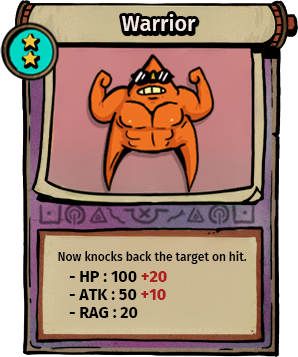 Warrior
Now knocks back the target on hit.
- HP : 100 +20
- ATK : 50 +10
- RAG : 20